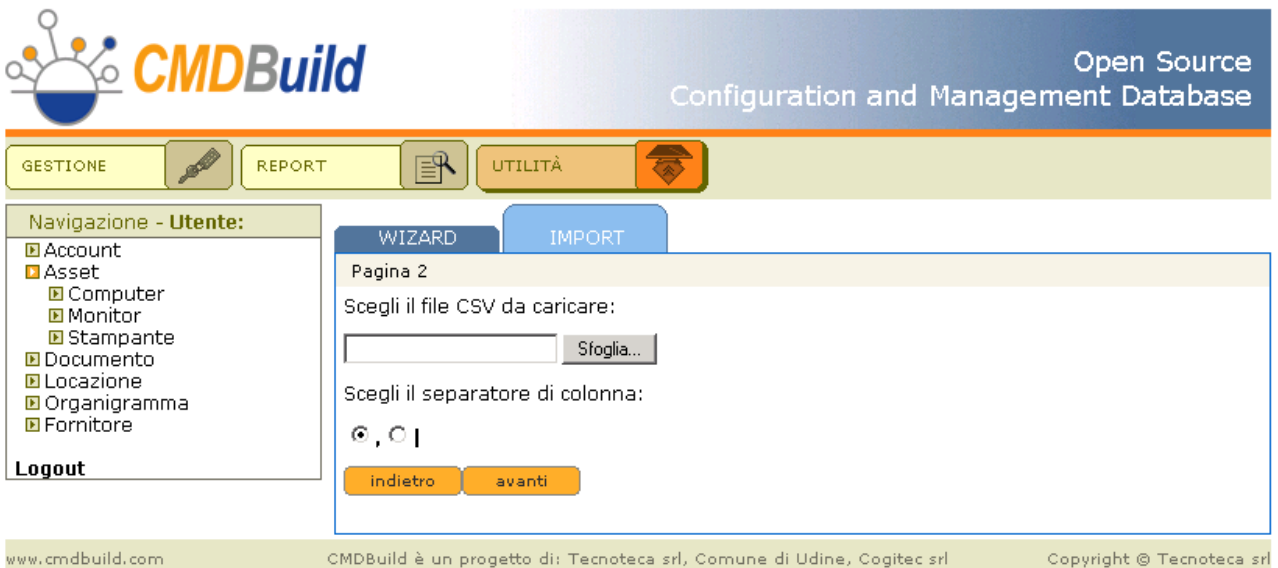 CMDBuild
Open Source
Configuration and Management Database
GESTIONE
REPORT
UTILITÀ
Navigazione - Utente:
Account
Asset
Computer
Monitor
Stampante
Documento
Locazione
Organigramma
Fornitore
Logout
WIZARD
IMPORT
Pagina 2
Scegli il file CSV da caricare:
Sfoglia...
Scegli il separatore di colonna:
, |
indietro
avanti
www.cmdbuild.com
CMDBuild è un progetto di: Tecnoteca srl, Comune di Udine, Cogitec srl
Copyright © Tecnoteca srl